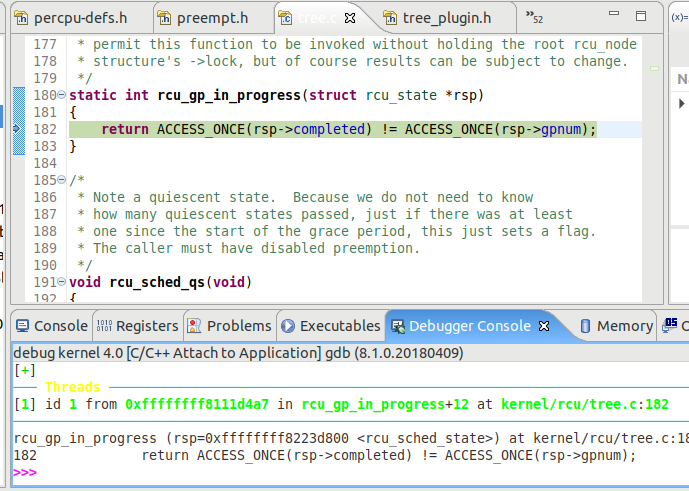 percpu-defs.h preempt.h tree.c tree_plugin.h »52
(x)=
177 * permit this function to be invoked without holding the root rcu_node
178 * structure's ->lock, but of course results can be subject to change.
179 */
180 static int rcu_gp_in_progress(struct rcu_state *rsp)
181 {
182 return ACCESS_ONCE(rsp->completed) != ACCESS_ONCE(rsp->gpnum);
183 }
184
185 /*
186 * Note a quiescent state.  Because we do not need to know
187 * how many quiescent states passed, just if there was at least
188 * one since the start of the grace period, this just sets a flag.
189 * The caller must have disabled preemption.
190 */
191 void rcu_sched_qs(void)
192 {
Console Registers Problems Executables Debugger Console Memory
debug kernel 4.0 [C/C++ Attach to Application] gdb (8.1.0.20180409)
[+]
Threads
[1] id 1 from 0xffffffff8111d4a7 in rcu_gp_in_progress+12 at kernel/rcu/tree.c:182
rcu_gp_in_progress (rsp=0xffffffff8223d800 <rcu_sched_state>) at kernel/rcu/tree.c:18
182 return ACCESS_ONCE(rsp->completed) != ACCESS_ONCE(rsp->gpnum);
>>>